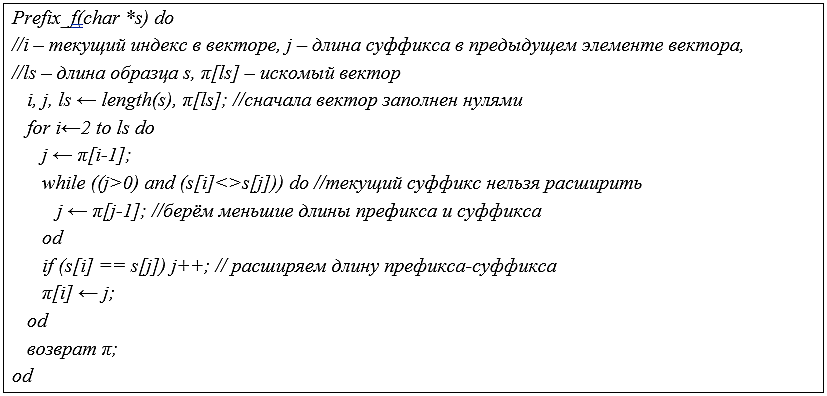 Prefix_f(char *s) do
//i – текущий индекс в векторе, j – длина суффикса в предыдущем элементе вектора,
//ls – длина образца s, π[ls] – искомый вектор
i, j, ls ← length(s), π[ls]; //сначала вектор заполнен нулями
for i←2 to ls do
j ← π[i-1];
while ((j>0) and (s[i]<>s[j])) do //текущий суффикс нельзя расширить
j ← π[j-1]; //берём меньшие длины префикса и суффикса
od
if (s[i] == s[j]) j++; // расширяем длину префикса-суффикса
π[i] ← j;
od
возврат π;
od